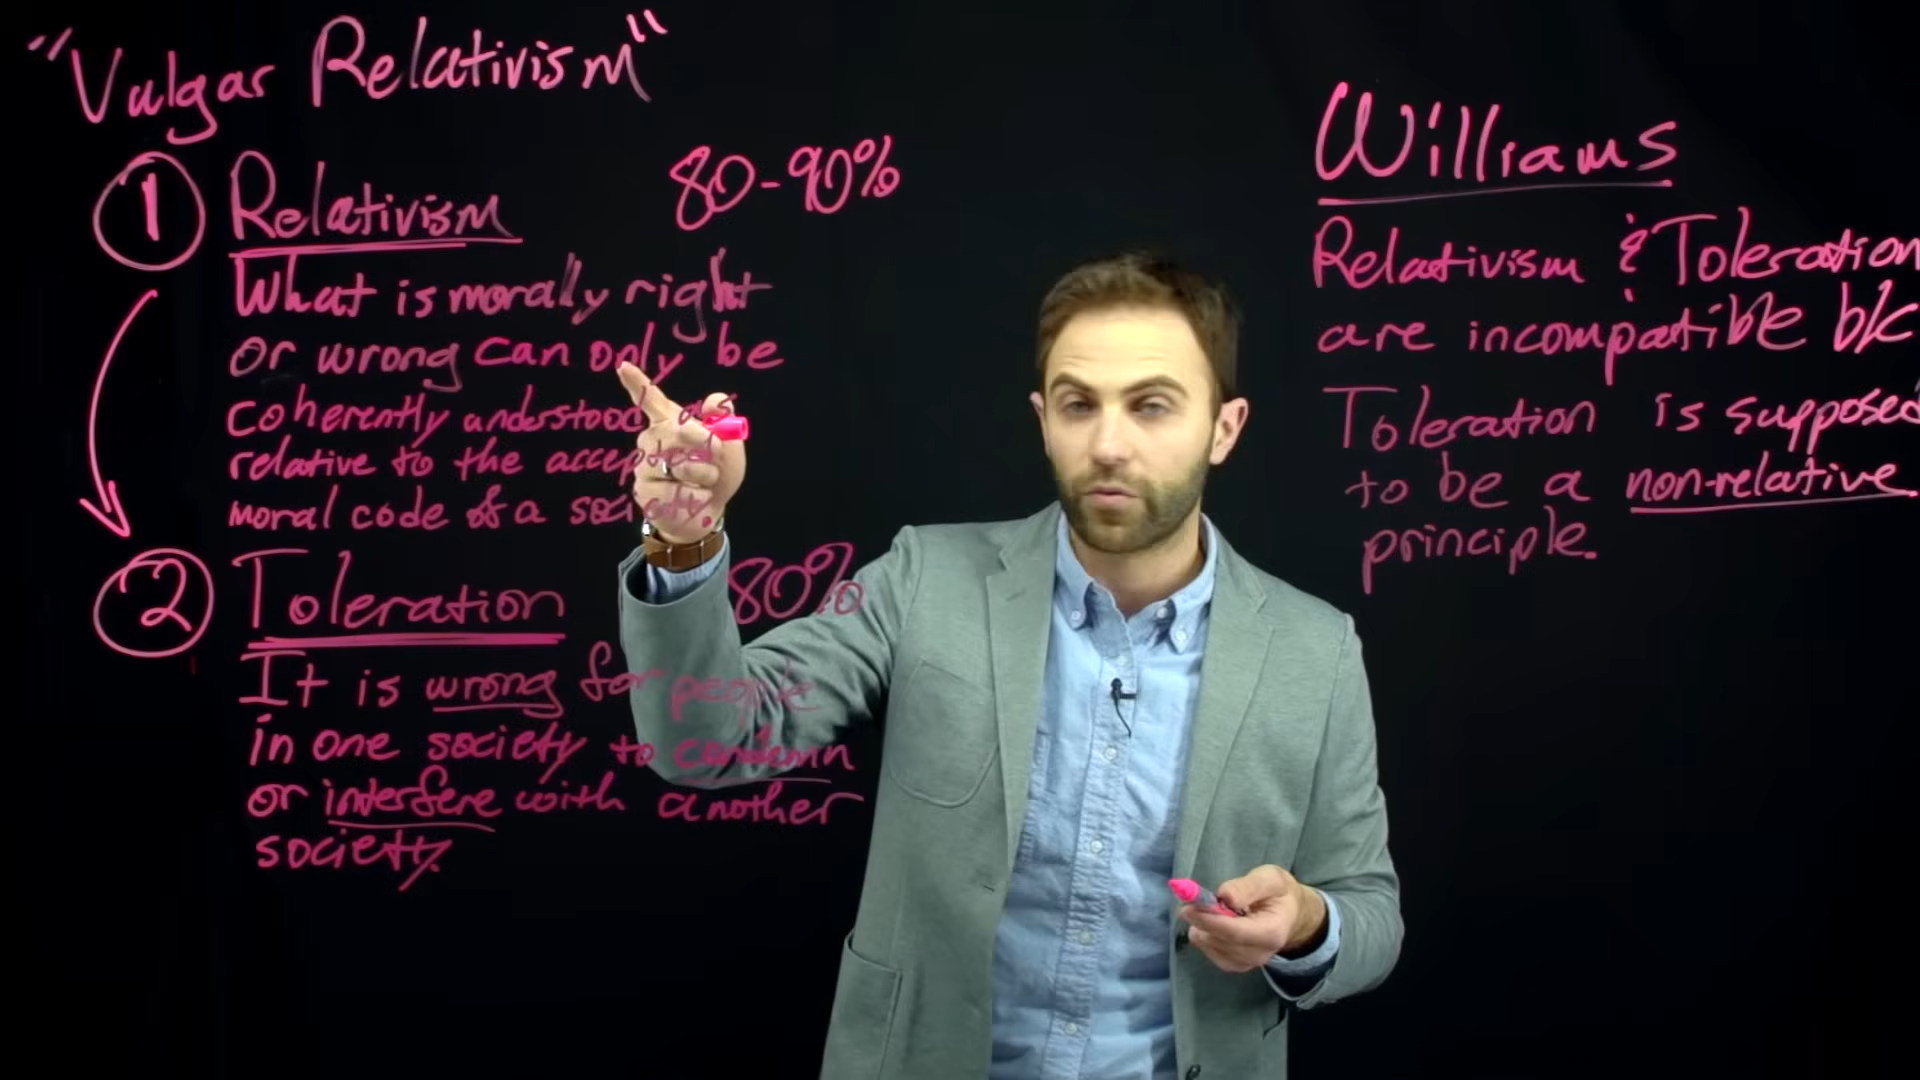 "Vulgar Relativism"
1 Relativism 80-90%
What is morally right
or wrong can only be
coherently understood as
relative to the accepted
moral code of a society.
2 Toleration 80%
It is wrong for people
in one society to condemn
or interfere with another
society.
Williams
Relativism & Toleration
are incompatible b/c
Toleration is supposed
to be a non-relative
principle.